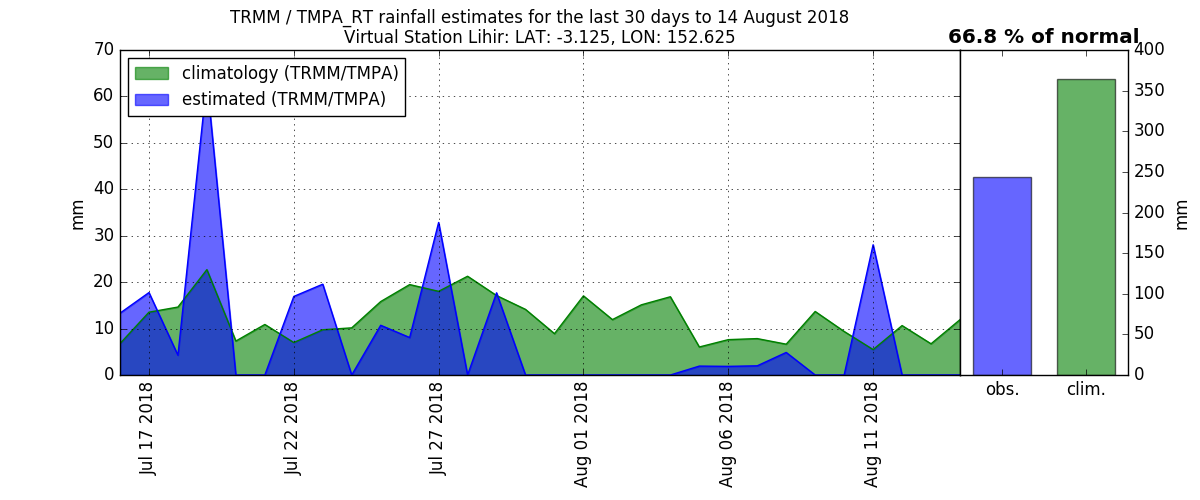 TRMM / TMPA_RT rainfall estimates for the last 30 days to 14 August 2018
Virtual Station Lihir: LAT: -3.125, LON: 152.625
66.8 % of normal
climatology (TRMM/TMPA)
estimated (TRMM/TMPA)
70
60
50
40
30
20
10
0
mm
Jul 17 2018
Jul 22 2018
Jul 27 2018
Aug 01 2018
Aug 06 2018
Aug 11 2018
obs.
clim.
400
350
300
250
200
150
100
50
0
mm